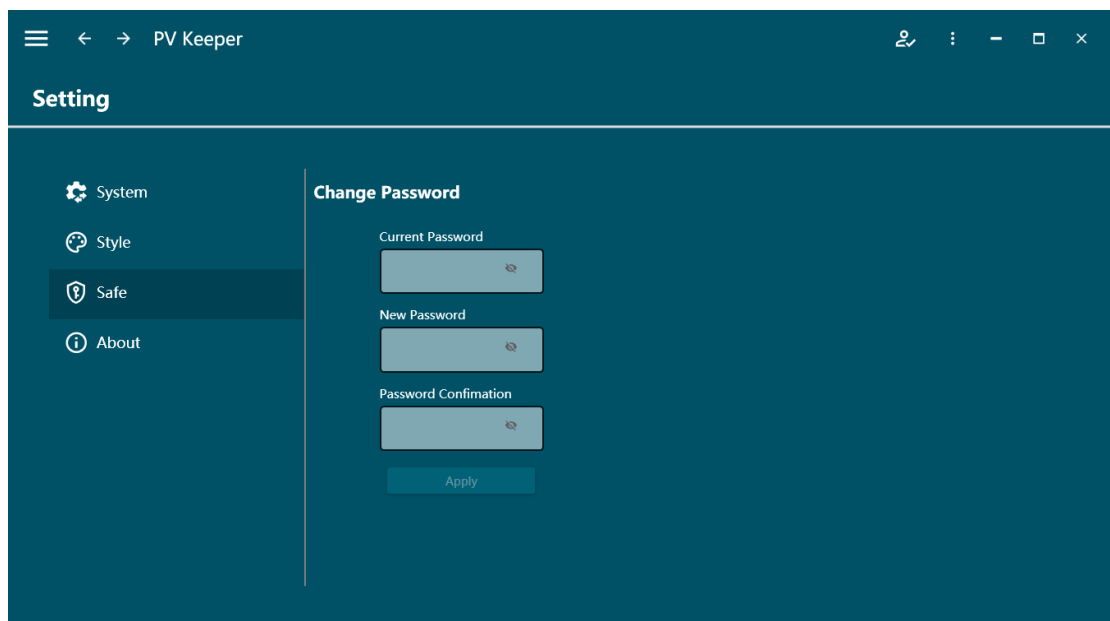 PV Keeper
Setting
System
Style
Safe
About
Change Password
Current Password
New Password
Password Confimation
Apply